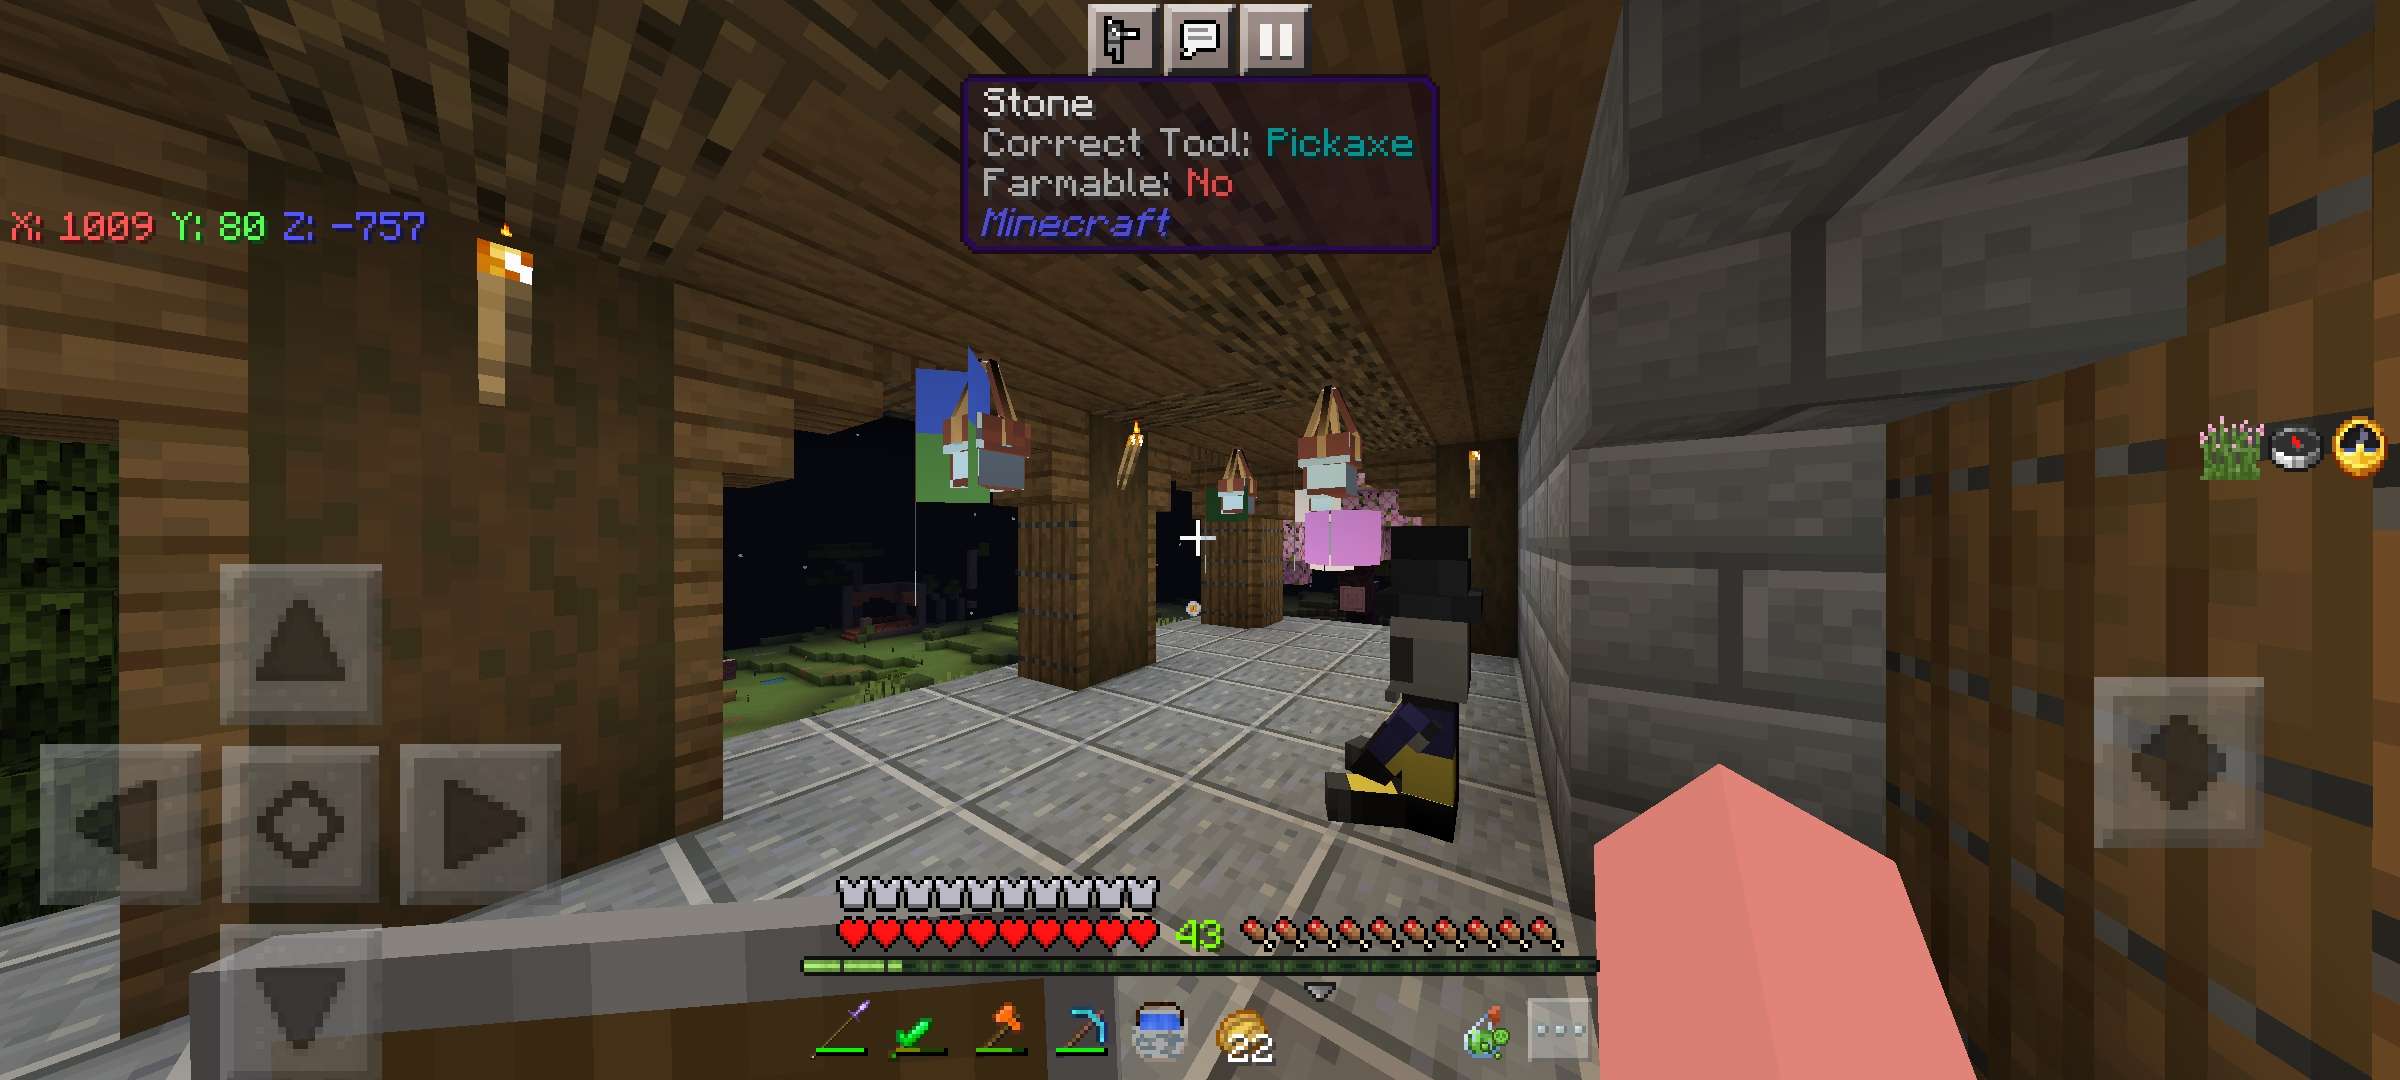 Stone
Correct Tool: Pickaxe
Farmable: No
Minecraft
X: 1009 Y: 80 Z: -757
43
22